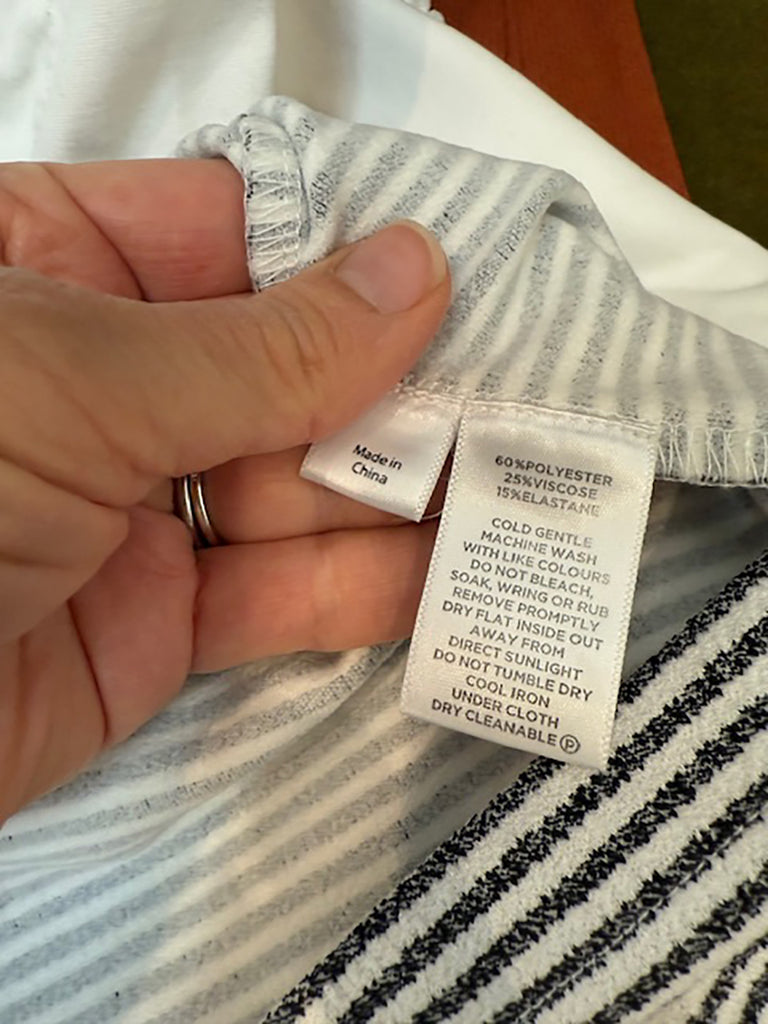 Made in
China
60%POLYESTER
25%VISCOSE
15%ELASTANE
COLD GENTLE
MACHINE WASH
WITH LIKE COLOURS
DO NOT BLEACH,
SOAK, WRING OR RUB
REMOVE PROMPTLY
DRY FLAT INSIDE OUT
AWAY FROM
DIRECT SUNLIGHT
DO NOT TUMBLE DRY
COOL IRON
UNDER CLOTH
DRY CLEANABLE Ⓟ